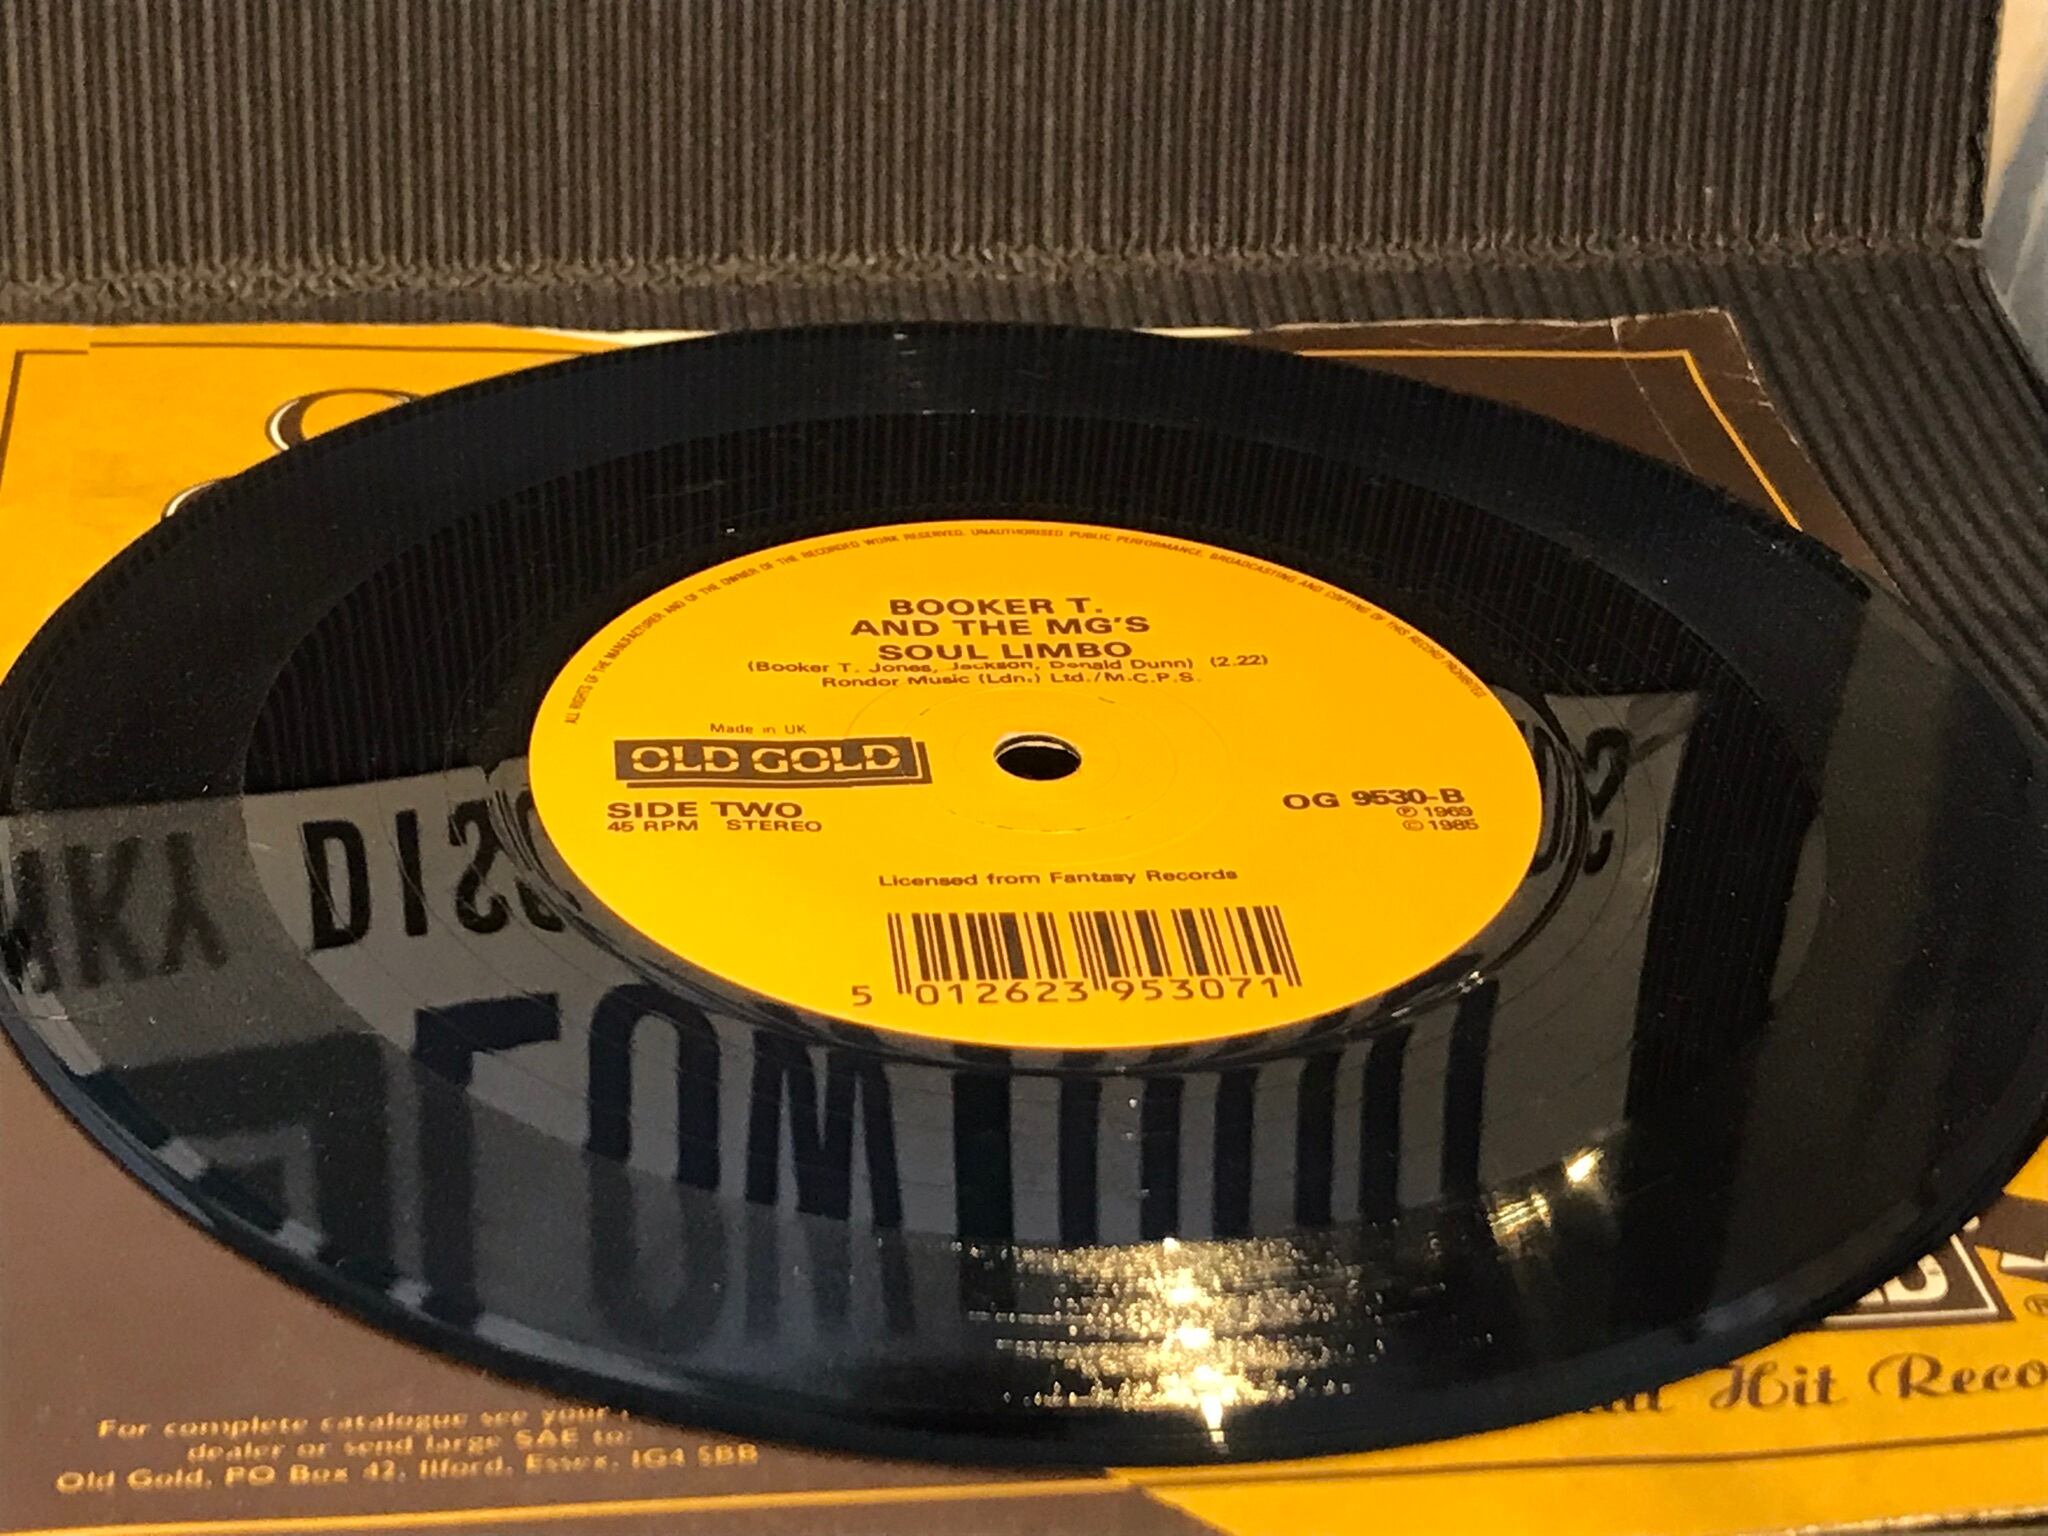 ALL RIGHTS OF THE MANUFACTURER AND OF THE OWNER OF THE RECORDED WORK RESERVED. UNAUTHORISED PUBLIC PERFORMANCE, BROADCASTING AND COPYING OF THIS RECORD PROHIBITED
BOOKER T.
AND THE MG'S
SOUL LIMBO
(Booker T. Jones, Jackson, Donald Dunn) (2.22)
Rondor Music (Ldn.) Ltd./M.C.P.S.
Made in UK
OLD GOLD
SIDE TWO
45 RPM STEREO
OG 9530-B
℗ 1969
© 1985
Licensed from Fantasy Records
5 012623 953071
Hit
For complete catalogue see your
dealer or send large SAE to:
Old Gold, PO Box 42, Ilford, Essex, IG4 5BB